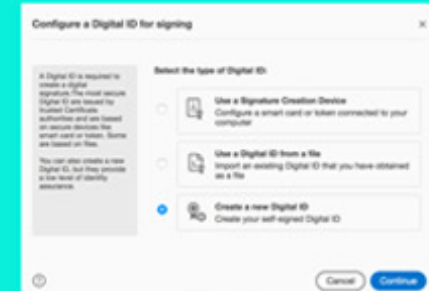 Configure a Digital ID for signing
A Digital ID is required to
create a digital
signature.The most secure
Digital ID are issued by
trusted Certificate
authorities and are based
on secure devices like
smart card or token. Some
are based on files.
You can also create a new
Digital ID, but they provide
a low level of identity
assurance.
Select the type of Digital ID:
Use a Signature Creation Device
Configure a smart card or token connected to your
computer
Use a Digital ID from a file
Import an existing Digital ID that you have obtained
as a file
Create a new Digital ID
Create your self-signed Digital ID
Cancel
Continue